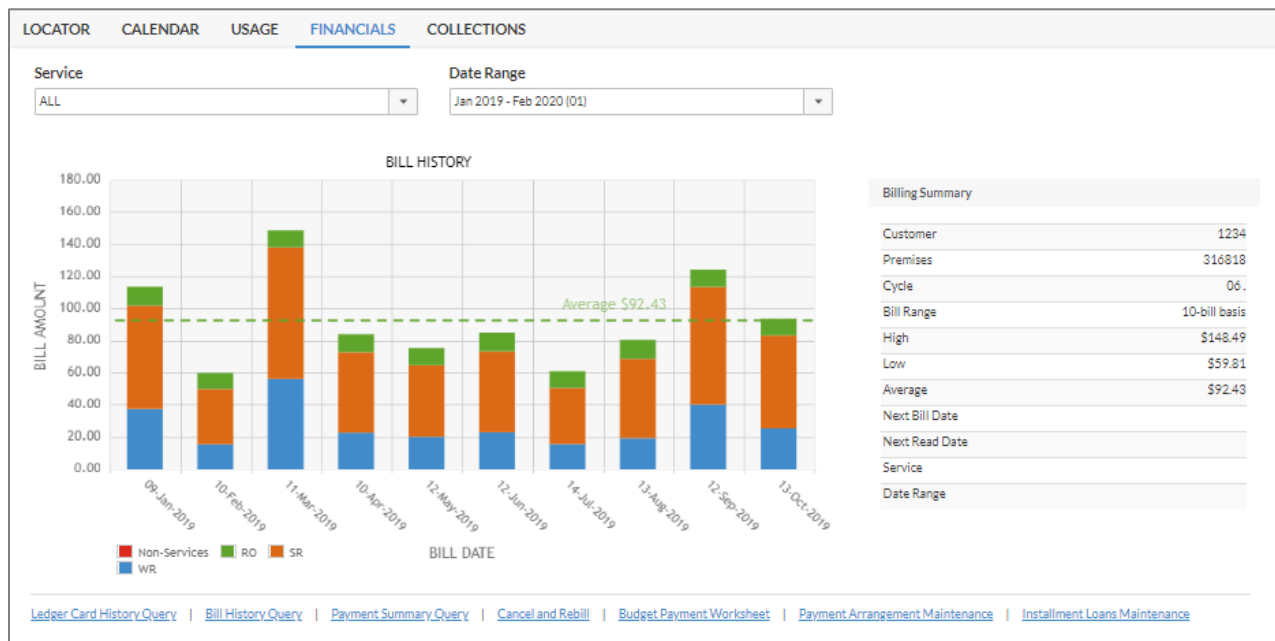 LOCATOR CALENDAR USAGE FINANCIALS COLLECTIONS
Service Date Range
ALL Jan 2019 - Feb 2020 (01)
BILL HISTORY
180.00
160.00
140.00
120.00
100.00
80.00
60.00
40.00
20.00
0.00
BILL AMOUNT
Average $92.43
09-Jan-2019 10-Feb-2019 11-Mar-2019 10-Apr-2019 12-May-2019 12-Jun-2019 14-Jul-2019 13-Aug-2019 12-Sep-2019 13-Oct-2019
BILL DATE
Non-Services RO SR
WR
Billing Summary
Customer 1234
Premises 316818
Cycle 06.
Bill Range 10-bill basis
High $148.49
Low $59.81
Average $92.43
Next Bill Date
Next Read Date
Service
Date Range
Ledger Card History Query | Bill History Query | Payment Summary Query | Cancel and Rebill | Budget Payment Worksheet | Payment Arrangement Maintenance | Installment Loans Maintenance